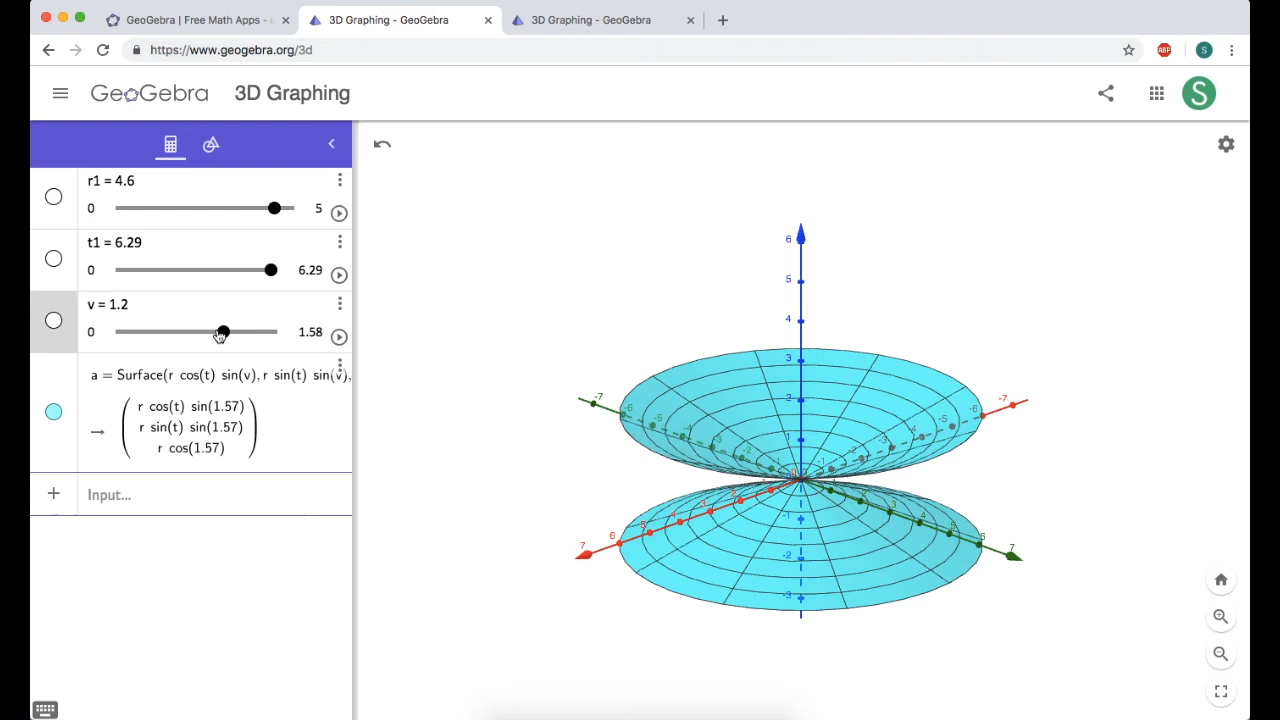 GeoGebra | Free Math Apps -
3D Graphing - GeoGebra
3D Graphing - GeoGebra
https://www.geogebra.org/3d
ABP
S
GeoGebra
3D Graphing
S
r1 = 4.6
0
5
t1 = 6.29
0
6.29
v = 1.2
0
1.58
a = Surface(r cos(t) sin(v), r sin(t) sin(v),
→ ( r cos(t) sin(1.57)
r sin(t) sin(1.57)
r cos(1.57) )
+ Input...
6
5
4
3
2
1
-1
-2
-3
-7
-6
-5
-4
-3
-2
-1
-7
-6
-5
-4
-3
-2
-1
0
2
3
4
5
6
7
2
3
4
5
6
7